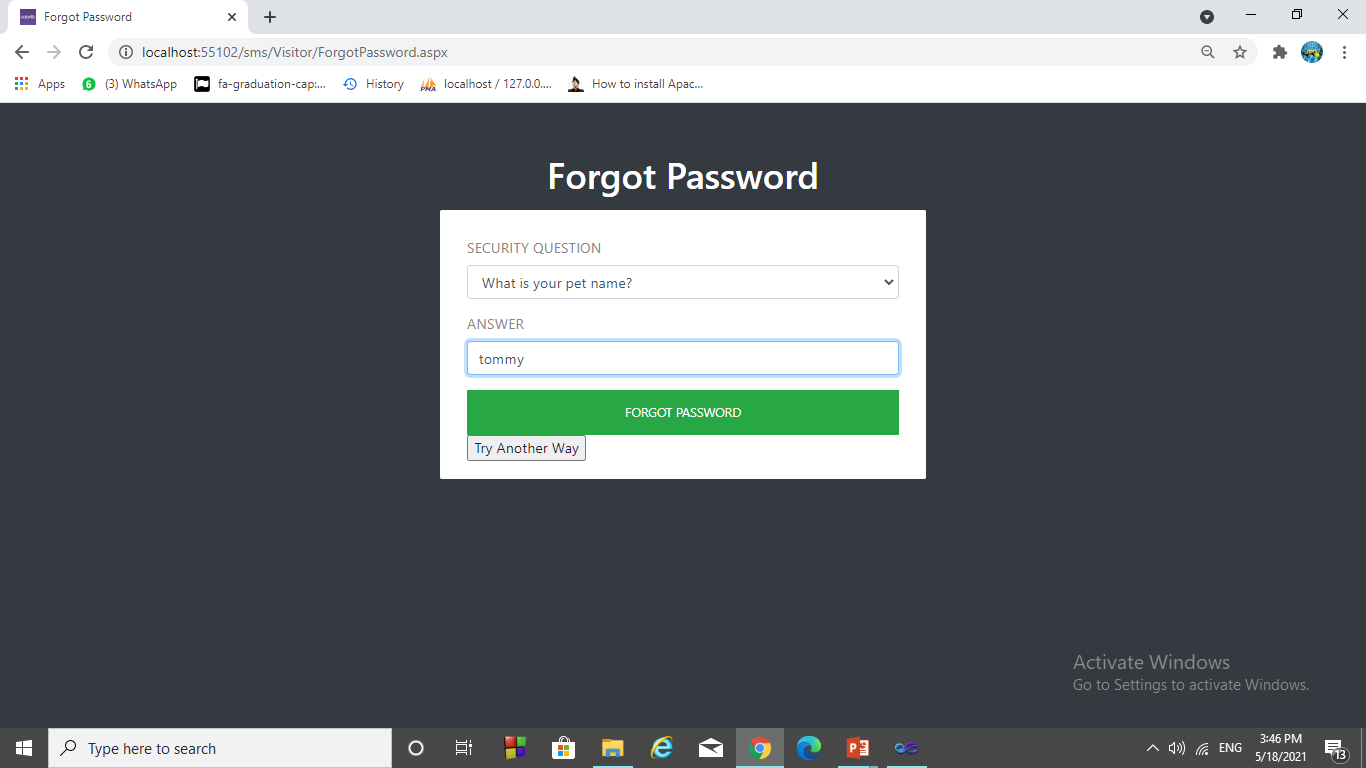 Forgot Password
localhost:55102/sms/Visitor/ForgotPassword.aspx
Apps
6
(3) WhatsApp
fa-graduation-cap:...
History
PMA
localhost / 127.0.0....
How to install Apac...
Forgot Password
SECURITY QUESTION
What is your pet name?
ANSWER
tommy
FORGOT PASSWORD
Try Another Way
Activate Windows
Go to Settings to activate Windows.
Type here to search
ENG
3:46 PM
5/18/2021
13